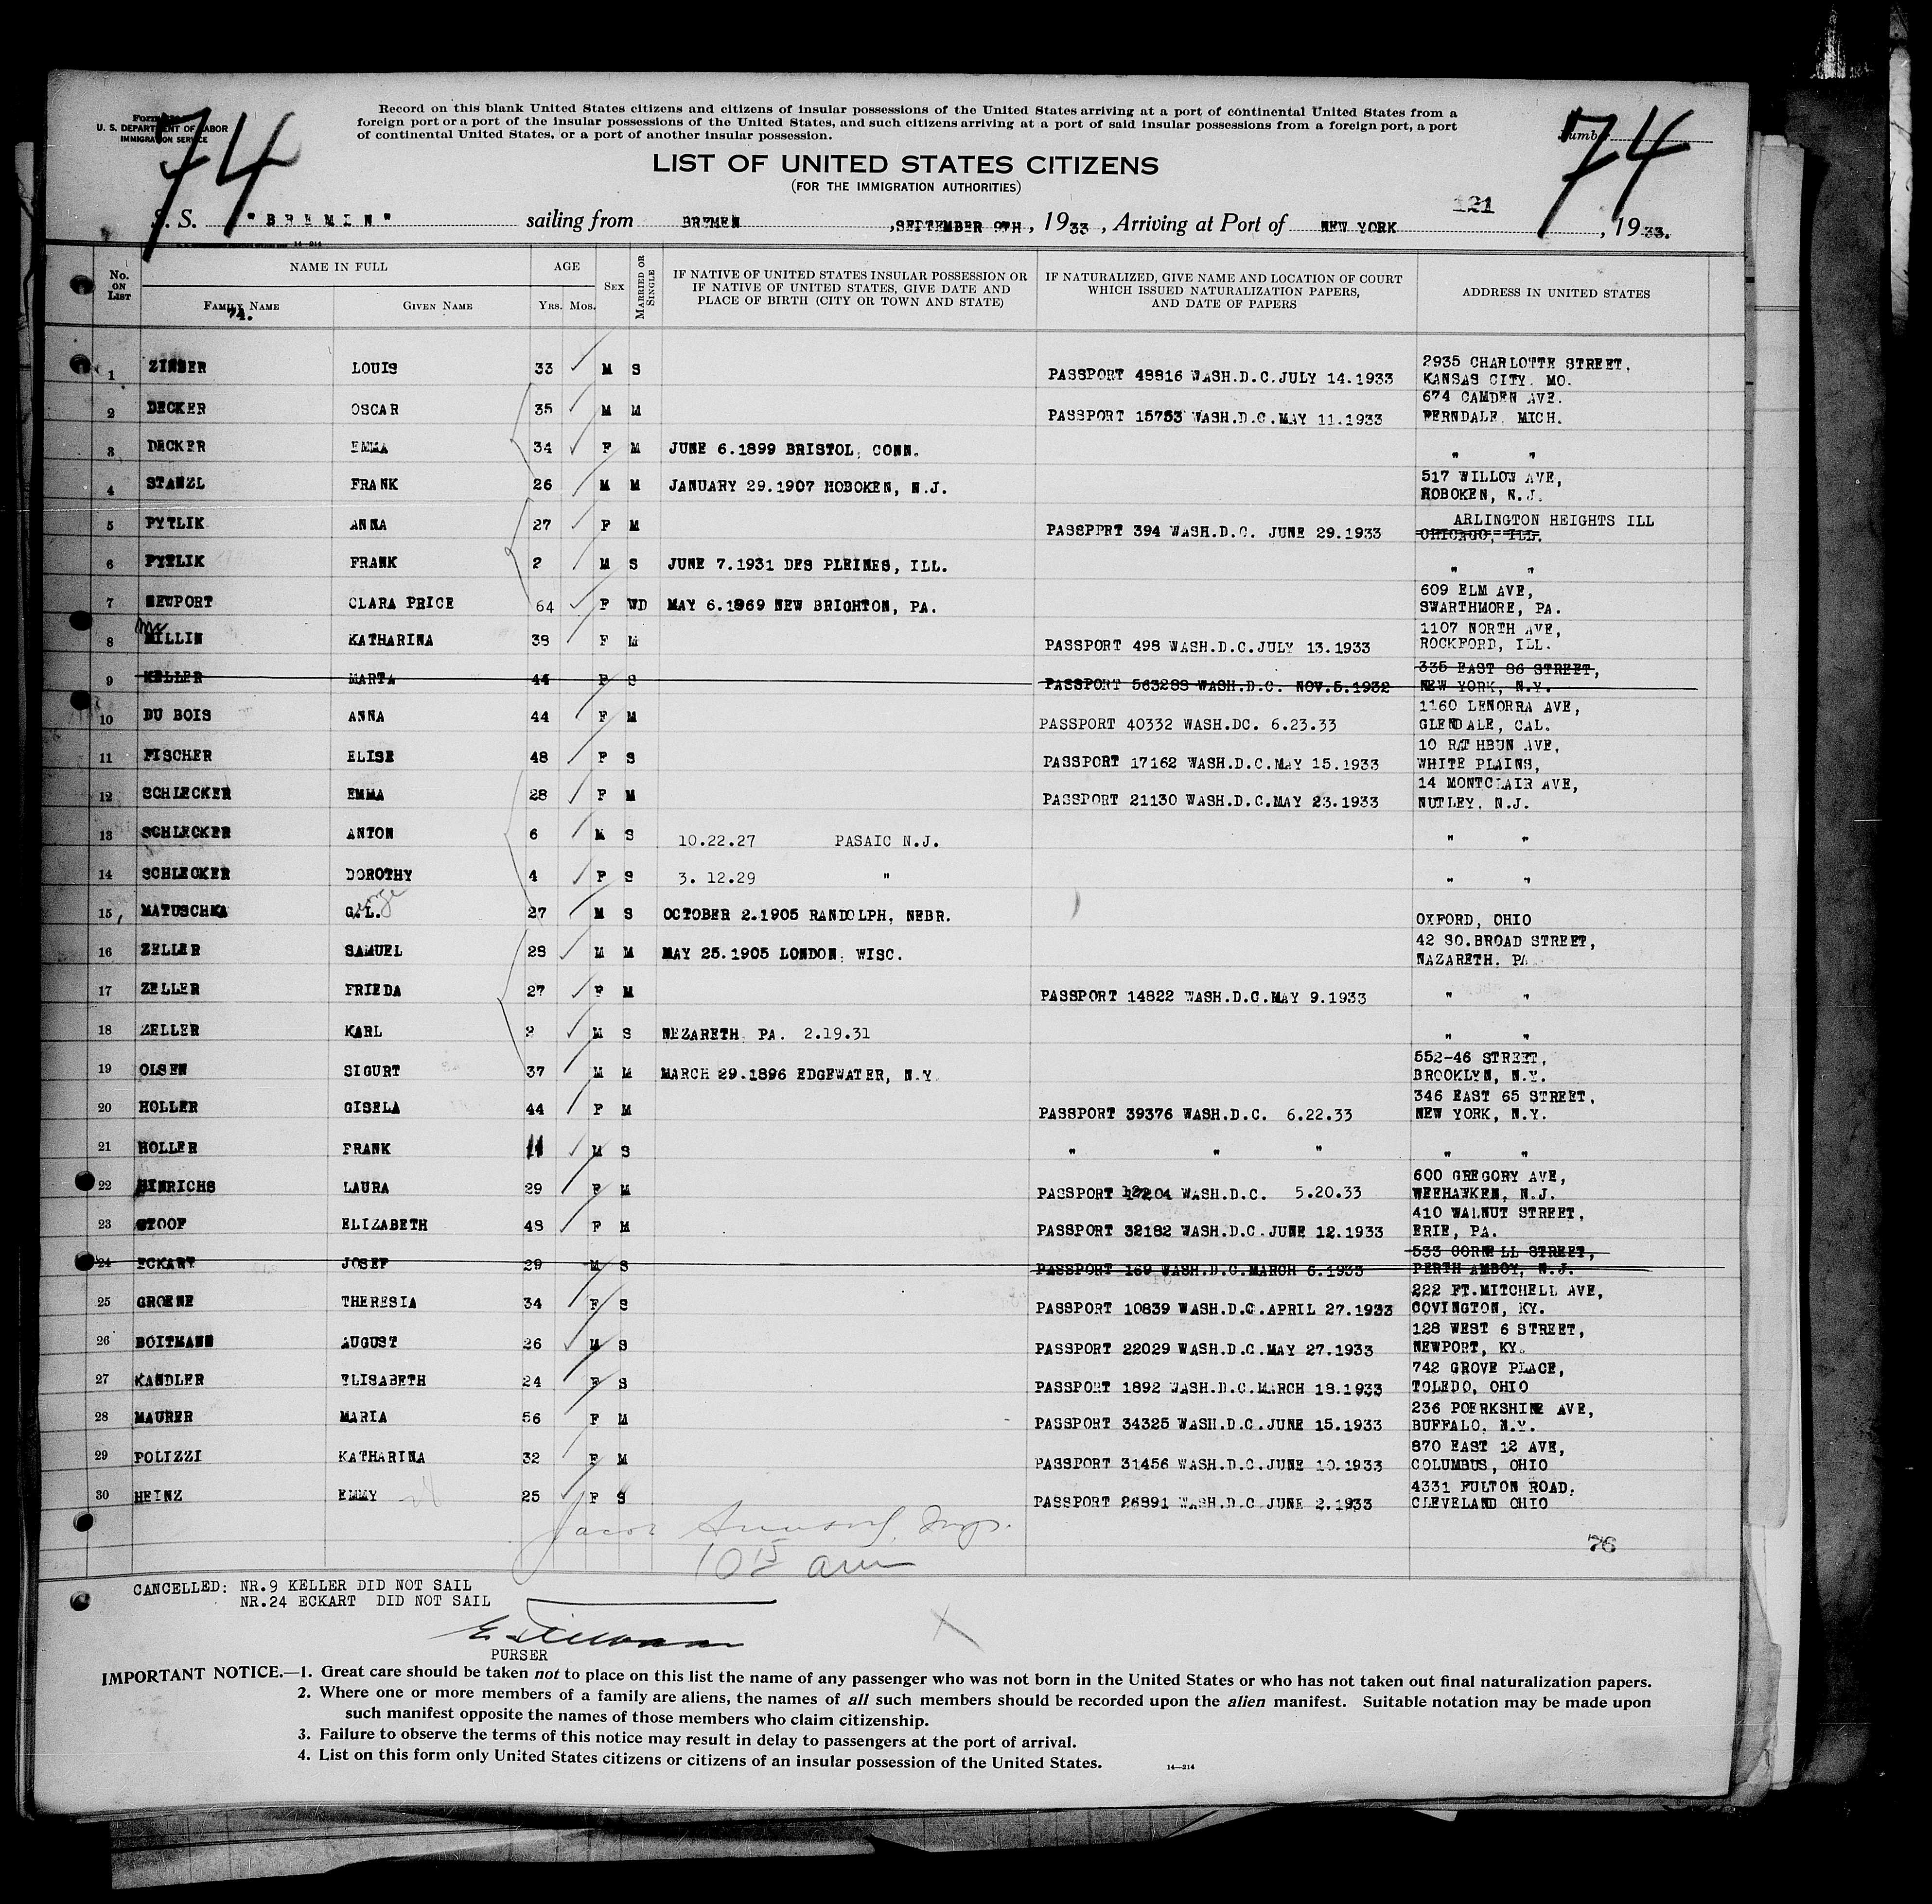 74
74
Form
U. S. DEPARTMENT OF LABOR
IMMIGRATION SERVICE
Record on this blank United States citizens and citizens of insular possessions of the United States arriving at a port of continental United States from a
foreign port or a port of the insular possessions of the United States, and such citizens arriving at a port of said insular possessions from a foreign port, a port
of continental United States, or a port of another insular possession.
Number
LIST OF UNITED STATES CITIZENS
(FOR THE IMMIGRATION AUTHORITIES)
121
S. S. "BREMEN" sailing from BREMEN, SEPTEMBER 9TH, 1933, Arriving at Port of NEW YORK, 1933.
14-214
No. ON LIST NAME IN FULL AGE SEX MARRIED OR SINGLE IF NATIVE OF UNITED STATES INSULAR POSSESSION OR IF NATIVE OF UNITED STATES, GIVE DATE AND PLACE OF BIRTH (CITY OR TOWN AND STATE) IF NATURALIZED, GIVE NAME AND LOCATION OF COURT WHICH ISSUED NATURALIZATION PAPERS, AND DATE OF PAPERS ADDRESS IN UNITED STATES
FAMILY NAME GIVEN NAME Yrs. Mos.
74.
1 ZINSER LOUIS 33 M S PASSPORT 48816 WASH.D.C.JULY 14.1933 2935 CHARLOTTE STREET, KANSAS CITY. MO.
2 DECKER OSCAR 35 M M PASSPORT 15753 WASH.D.C.MAY 11.1933 674 CAMDEN AVE. FERNDALE, MICH.
3 DECKER EMMA 34 F M JUNE 6.1899 BRISTOL, CONN. " "
4 STANZL FRANK 26 M M JANUARY 29.1907 HOBOKEN, N.J. 517 WILLOW AVE, HOBOKEN, N.J.
5 PYTLIK ANNA 27 F M PASSPPRT 394 WASH.D.C. JUNE 29.1933 ARLINGTON HEIGHTS ILL CHICAGO, ILL.
6 PYTLIK FRANK 2 M S JUNE 7.1931 DES PLEINES, ILL. " "
7 NEWPORT CLARA PRICE 64 F WD MAY 6.1869 NEW BRIGHTON, PA. 609 ELM AVE, SWARTHMORE, PA.
8 Mc MILLIN KATHARINA 38 F M PASSPORT 498 WASH.D.C.JULY 13.1933 1107 NORTH AVE, ROCKFORD, ILL.
9 KELLER MARTA 44 F S PASSPORT 563288 WASH.D.C. NOV.5.1932 335 EAST 86 STREET, NEW YORK, N.Y.
10 DU BOIS ANNA 44 F M PASSPORT 40332 WASH.DC. 6.23.33 1160 LENORRA AVE, GLENDALE, CAL.
11 FISCHER ELISE 48 F S PASSPORT 17162 WASH.D.C.MAY 15.1933 10 RATHBUN AVE, WHITE PLAINS,
12 SCHLECKER EMMA 28 F M PASSPORT 21130 WASH.D.C.MAY 23.1933 14 MONTCLAIR AVE, NUTLEY, N.J.
13 SCHLECKER ANTON 6 M S 10.22.27 PASAIC N.J. " "
14 SCHLECKER DOROTHY 4 F S 3. 12.29 " " "
15 MATUSCHKA G.L. 27 M S OCTOBER 2.1905 RANDOLPH, NEBR. OXFORD, OHIO
16 ZELLER SAMUEL 28 M M MAY 25.1905 LONDON, WISC. 42 SO.BROAD STREET, NAZARETH, PA
17 ZELLER FRIEDA 27 F M PASSPORT 14822 WASH.D.C.MAY 9.1933 " "
18 ZELLER KARL 2 M S NEZARETH PA. 2.19.31 " "
19 OLSEN SIGURT 37 M M MARCH 29.1896 EDGEWATER, N.Y. 552-46 STREET, BROOKLYN, N.Y.
20 HOLLER GISELA 44 F M PASSPORT 39376 WASH.D.C. 6.22.33 346 EAST 65 STREET, NEW YORK, N.Y.
21 HOLLER FRANK 11 M S " " " " "
22 HINRICHS LAURA 29 F M PASSPORT WASH.D.C. 5.20.33 600 GREGORY AVE, WEEHAWKEN, N.J.
23 STOOF ELIZABETH 48 F M PASSPORT 32182 WASH.D.C.JUNE 12.1933 410 WALNUT STREET, ERIE, PA.
24 ECKART JOSEF 29 M S PASSPORT 169 WASH.D.C.MARCH 6.1933 533 CORNELL STREET, PERTH AMBOY, N.J.
25 GROENE THERESIA 34 F S PASSPORT 10839 WASH.D.C.APRIL 27.1933 222 FT.MITCHELL AVE, COVINGTON, KY.
26 BOITMANN AUGUST 26 M S PASSPORT 22029 WASH.D.C.MAY 27.1933 128 WEST 6 STREET, NEWPORT, KY.
27 KANDLER ELISABETH 24 F S PASSPORT 1892 WASH.D.C.MARCH 18.1933 742 GROVE PLACE, TOLEDO, OHIO
28 MAURER MARIA 56 F M PASSPORT 34325 WASH.D.C.JUNE 15.1933 236 POERKSHINE AVE, BUFFALO, N.Y.
29 POLIZZI KATHARINA 32 F M PASSPORT 31456 WASH.D.C.JUNE 10.1933 870 EAST 12 AVE, COLUMBUS, OHIO
30 HEINZ EMMY 25 F S PASSPORT 26891 WASH.D.C JUNE 2.1933 4331 FULTON ROAD, CLEVELAND OHIO
Jacob
10 15 am
76
CANCELLED: NR.9 KELLER DID NOT SAIL
NR.24 ECKART DID NOT SAIL
PURSER
IMPORTANT NOTICE.—1. Great care should be taken not to place on this list the name of any passenger who was not born in the United States or who has not taken out final naturalization papers.
2. Where one or more members of a family are aliens, the names of all such members should be recorded upon the alien manifest. Suitable notation may be made upon
such manifest opposite the names of those members who claim citizenship.
3. Failure to observe the terms of this notice may result in delay to passengers at the port of arrival.
4. List on this form only United States citizens or citizens of an insular possession of the United States.
14—214